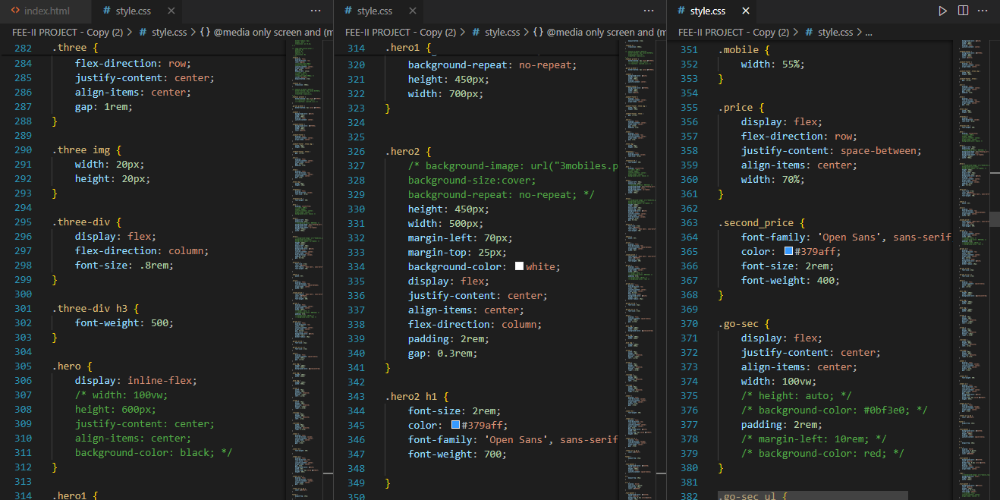 index.html
# style.css
FEE-II PROJECT - Copy (2) > # style.css > {} @media only screen and (m
282 .three {
284 flex-direction: row;
285 justify-content: center;
286 align-items: center;
287 gap: 1rem;
288 }
289
290 .three img {
291 width: 20px;
292 height: 20px;
293 }
294
295 .three-div {
296 display: flex;
297 flex-direction: column;
298 font-size: .8rem;
299 }
300
301 .three-div h3 {
302 font-weight: 500;
303 }
304
305 .hero {
306 display: inline-flex;
307 /* width: 100vw;
308 height: 600px;
309 justify-content: center;
310 align-items: center;
311 background-color: black; */
312 }
313
314 .hero1 {
# style.css
FEE-II PROJECT - Copy (2) > # style.css > {} @media only screen and (m
314 .hero1 {
320 background-repeat: no-repeat;
321 height: 450px;
322 width: 700px;
323 }
324
325
326 .hero2 {
327 /* background-image: url("3mobiles.p
328 background-size:cover;
329 background-repeat: no-repeat; */
330 height: 450px;
331 width: 500px;
332 margin-left: 70px;
333 margin-top: 25px;
334 background-color: white;
335 display: flex;
336 justify-content: center;
337 align-items: center;
338 flex-direction: column;
339 padding: 2rem;
340 gap: 0.3rem;
341 }
342
343 .hero2 h1 {
344 font-size: 2rem;
345 color: #379aff;
346 font-family: 'Open Sans', sans-serif
347 font-weight: 700;
348
349 }
350
# style.css
FEE-II PROJECT - Copy (2) > # style.css > ...
351 .mobile {
352 width: 55%;
353 }
354
355 .price {
356 display: flex;
357 flex-direction: row;
358 justify-content: space-between;
359 align-items: center;
360 width: 70%;
361 }
362
363 .second_price {
364 font-family: 'Open Sans', sans-serif
365 color: #379aff;
366 font-size: 2rem;
367 font-weight: 400;
368 }
369
370 .go-sec {
371 display: flex;
372 justify-content: center;
373 align-items: center;
374 width: 100vw;
375 /* height: auto; */
376 /* background-color: #0bf3e0; */
377 padding: 2rem;
378 /* margin-left: 10rem; */
379 /* background-color: red; */
380 }
381
382 .go-sec ul {